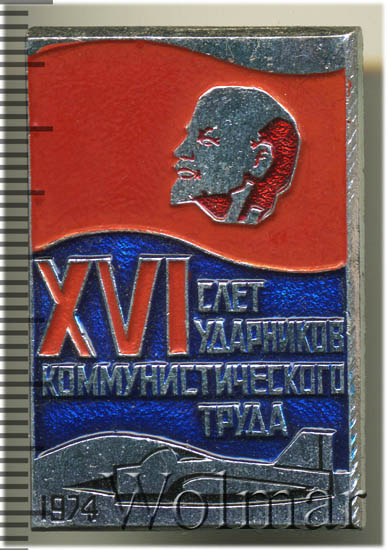 XVI СЛЕТ
УДАРНИКОВ
КОММУНИСТИЧЕСКОГО
ТРУДА
1974
Wolmar